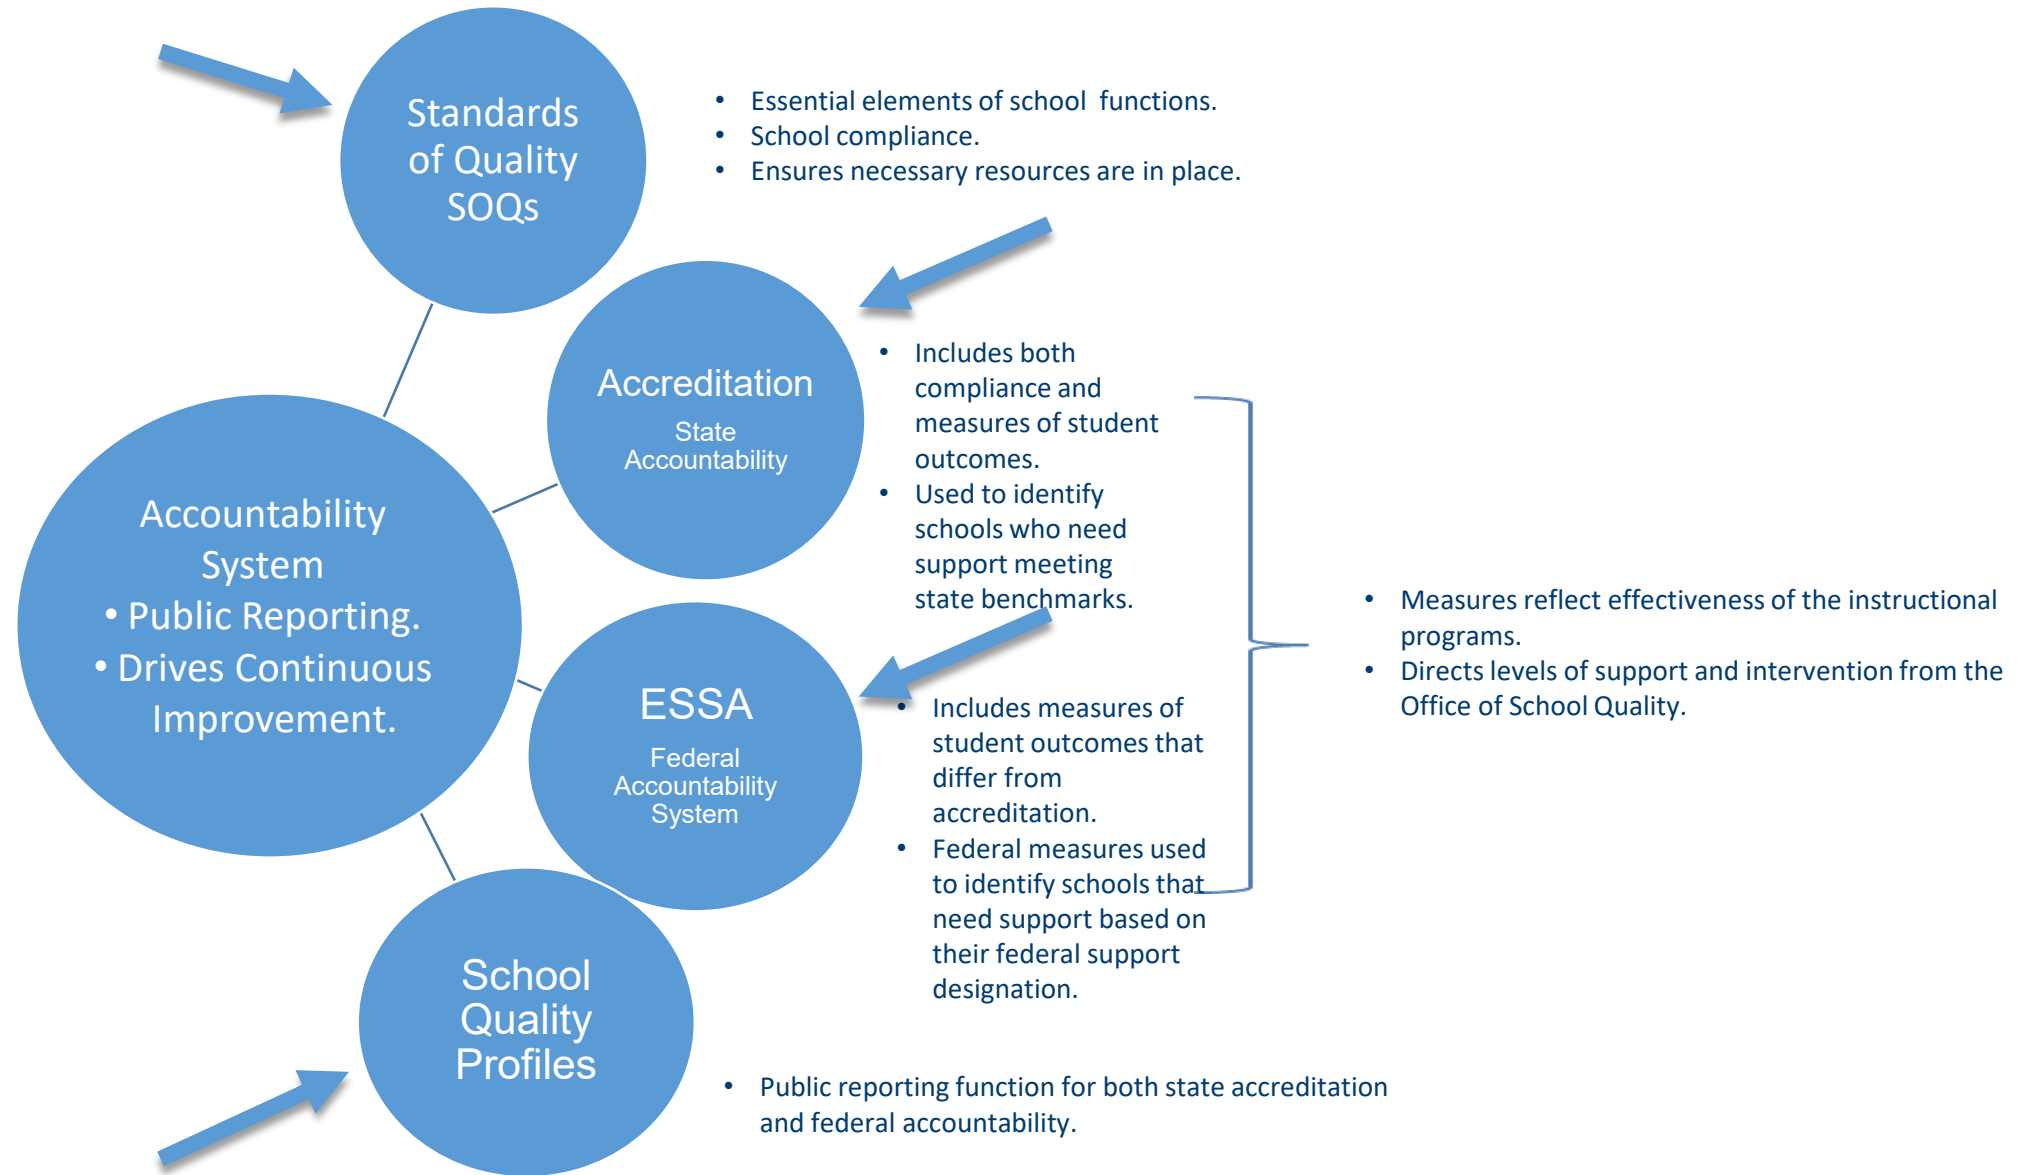 Standards
of Quality
SOQs
• Essential elements of school functions.
• School compliance.
• Ensures necessary resources are in place.
Accreditation
State
Accountability
• Includes both
compliance and
measures of student
outcomes.
• Used to identify
schools who need
support meeting
state benchmarks.
Accountability
System
• Public Reporting.
• Drives Continuous
Improvement.
• Measures reflect effectiveness of the instructional
programs.
• Directs levels of support and intervention from the
Office of School Quality.
ESSA
Federal
Accountability
System
• Includes measures of
student outcomes that
differ from
accreditation.
• Federal measures used
to identify schools that
need support based on
their federal support
designation.
School
Quality
Profiles
• Public reporting function for both state accreditation
and federal accountability.